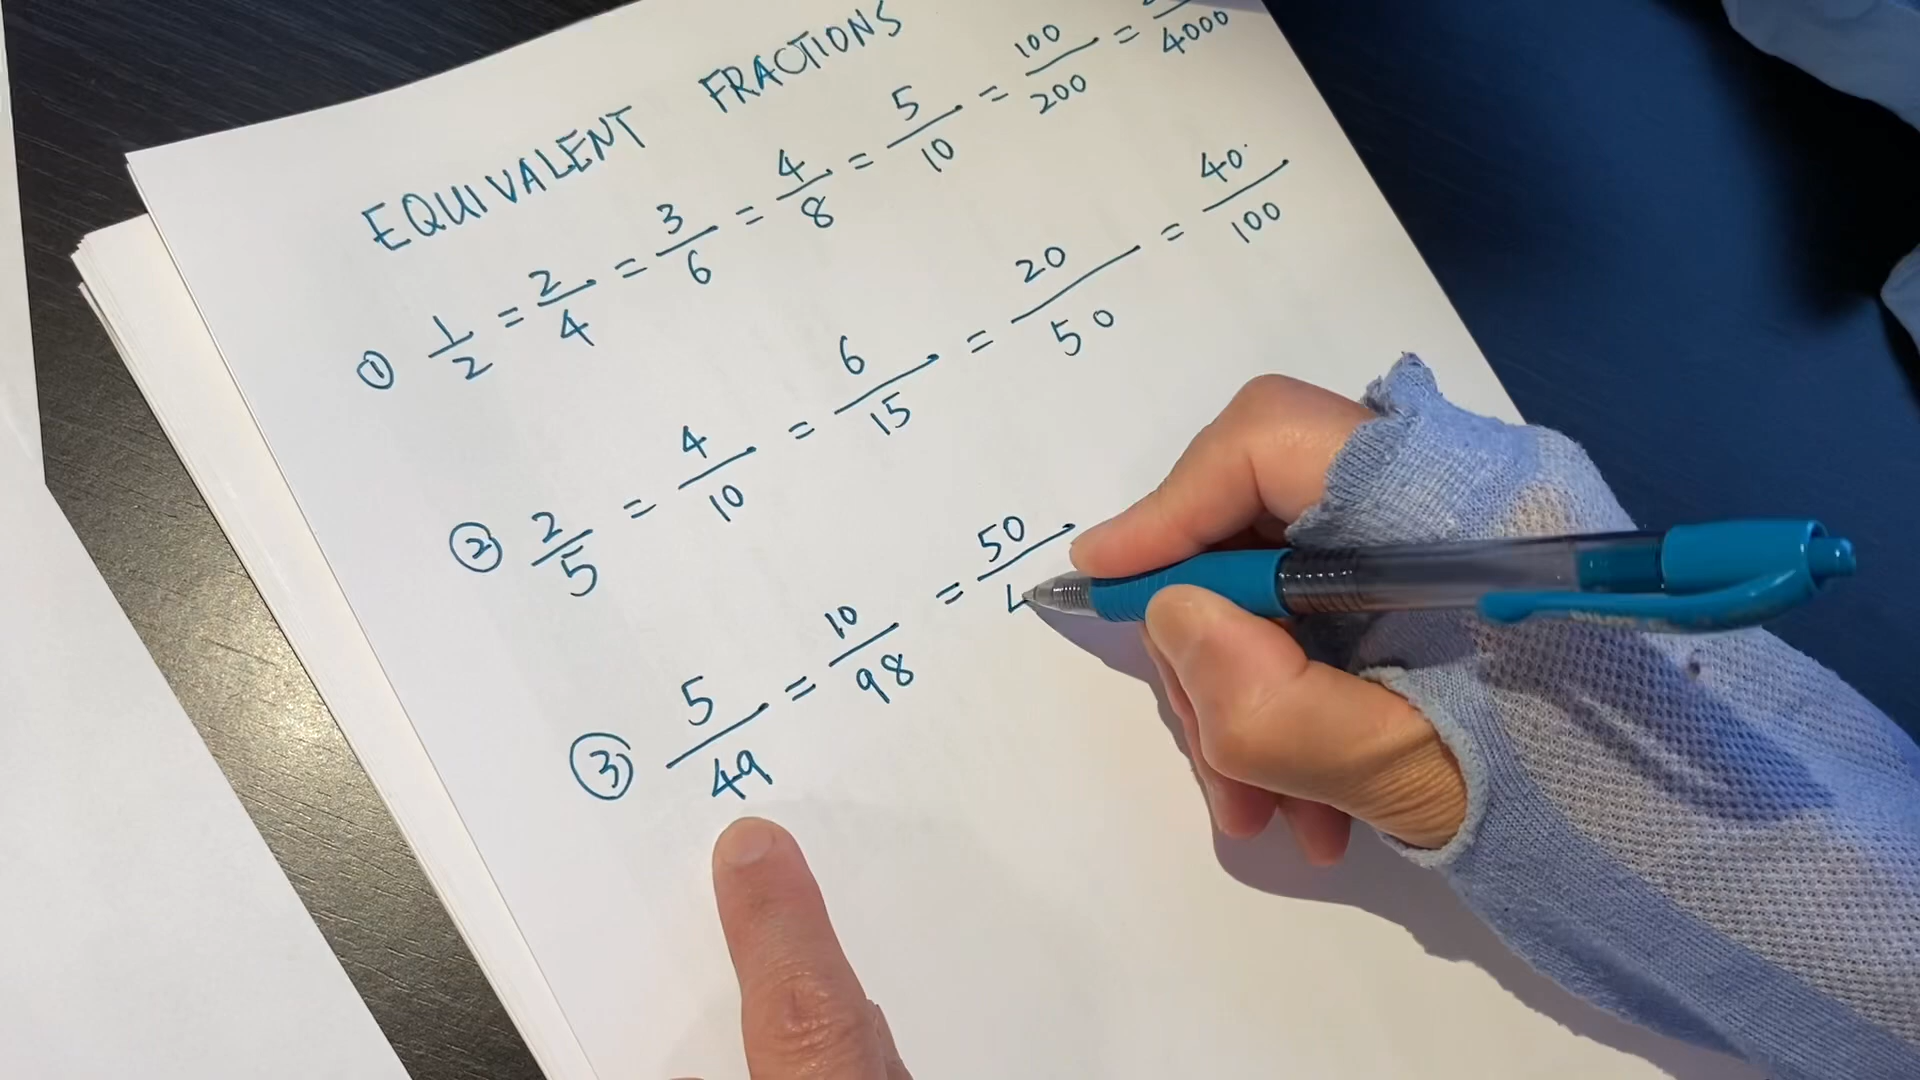 EQUIVALENT FRACTIONS
① 1/2 = 2/4 = 3/6 = 4/8 = 5/10 = 100/200 = /4000
② 2/5 = 4/10 = 6/15 = 20/50 = 40/100
③ 5/49 = 10/98 = 50/